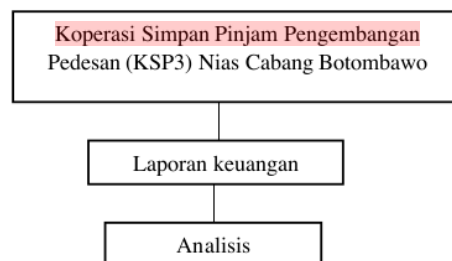 Koperasi Simpan Pinjam Pengembangan
Pedesan (KSP3) Nias Cabang Botombawo
Laporan keuangan
Analisis